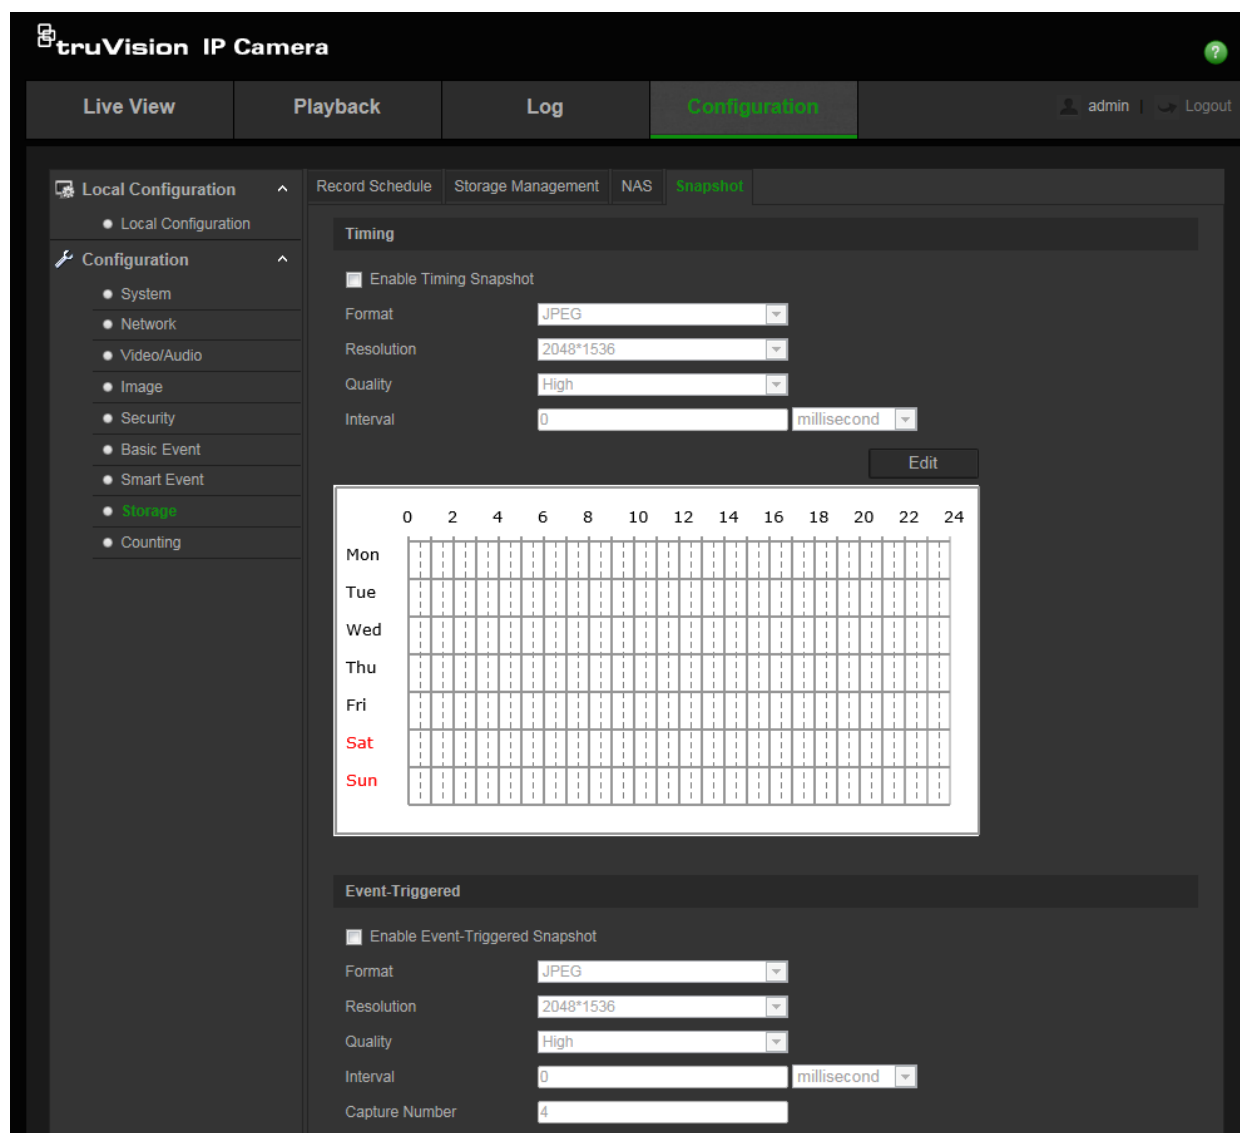 truVision IP Camera
?
Live View Playback Log Configuration admin | Logout
Local Configuration
Local Configuration
Configuration
System
Network
Video/Audio
Image
Security
Basic Event
Smart Event
Storage
Counting
Record Schedule Storage Management NAS Snapshot
Timing
Enable Timing Snapshot
Format JPEG
Resolution 2048*1536
Quality High
Interval 0 millisecond
Edit
0 2 4 6 8 10 12 14 16 18 20 22 24
Mon
Tue
Wed
Thu
Fri
Sat
Sun
Event-Triggered
Enable Event-Triggered Snapshot
Format JPEG
Resolution 2048*1536
Quality High
Interval 0 millisecond
Capture Number 4